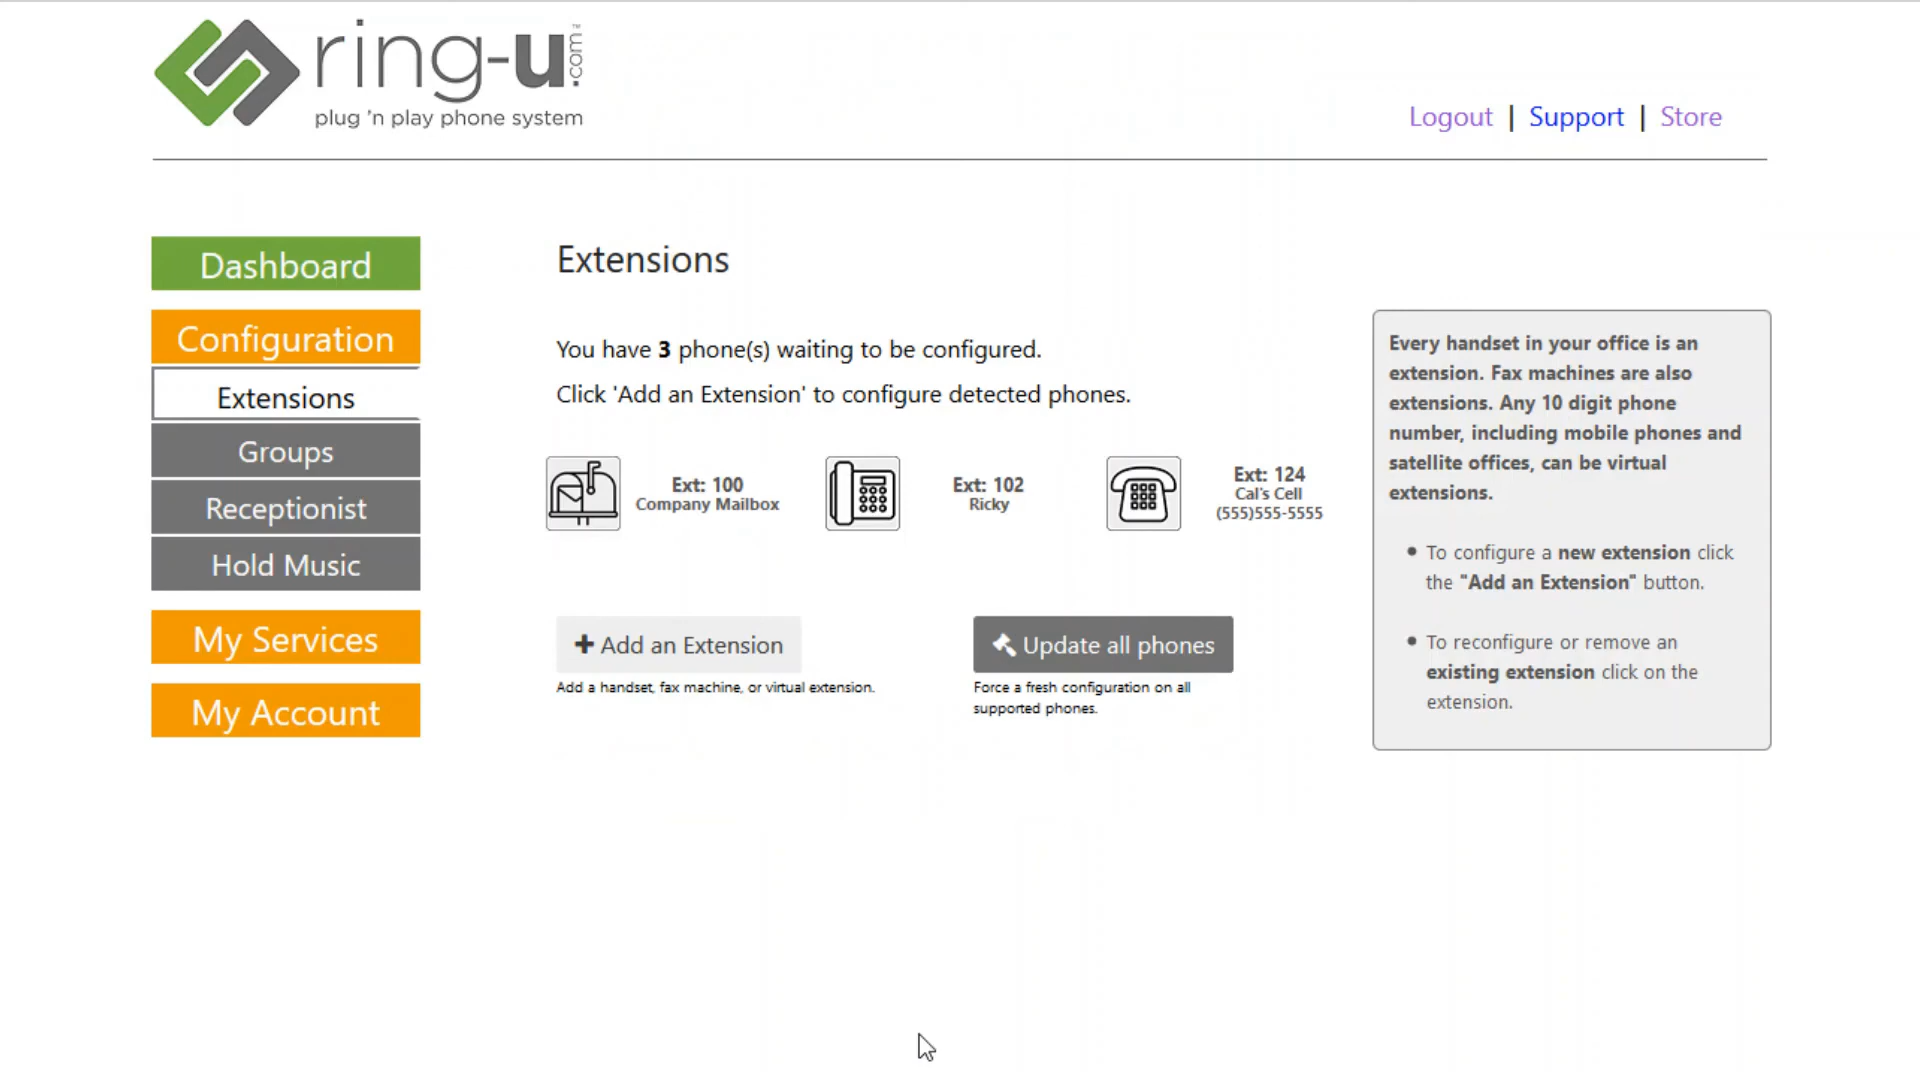 ring-u.com™
plug 'n play phone system
Logout | Support | Store
Dashboard
Configuration
Extensions
Groups
Receptionist
Hold Music
My Services
My Account
Extensions
You have 3 phone(s) waiting to be configured.
Click 'Add an Extension' to configure detected phones.
Ext: 100
Company Mailbox
Ext: 102
Ricky
Ext: 124
Cal's Cell
(555)555-5555
Add an Extension
Add a handset, fax machine, or virtual extension.
Update all phones
Force a fresh configuration on all
supported phones.
Every handset in your office is an
extension. Fax machines are also
extensions. Any 10 digit phone
number, including mobile phones and
satellite offices, can be virtual
extensions.
• To configure a new extension click
the "Add an Extension" button.
• To reconfigure or remove an
existing extension click on the
extension.